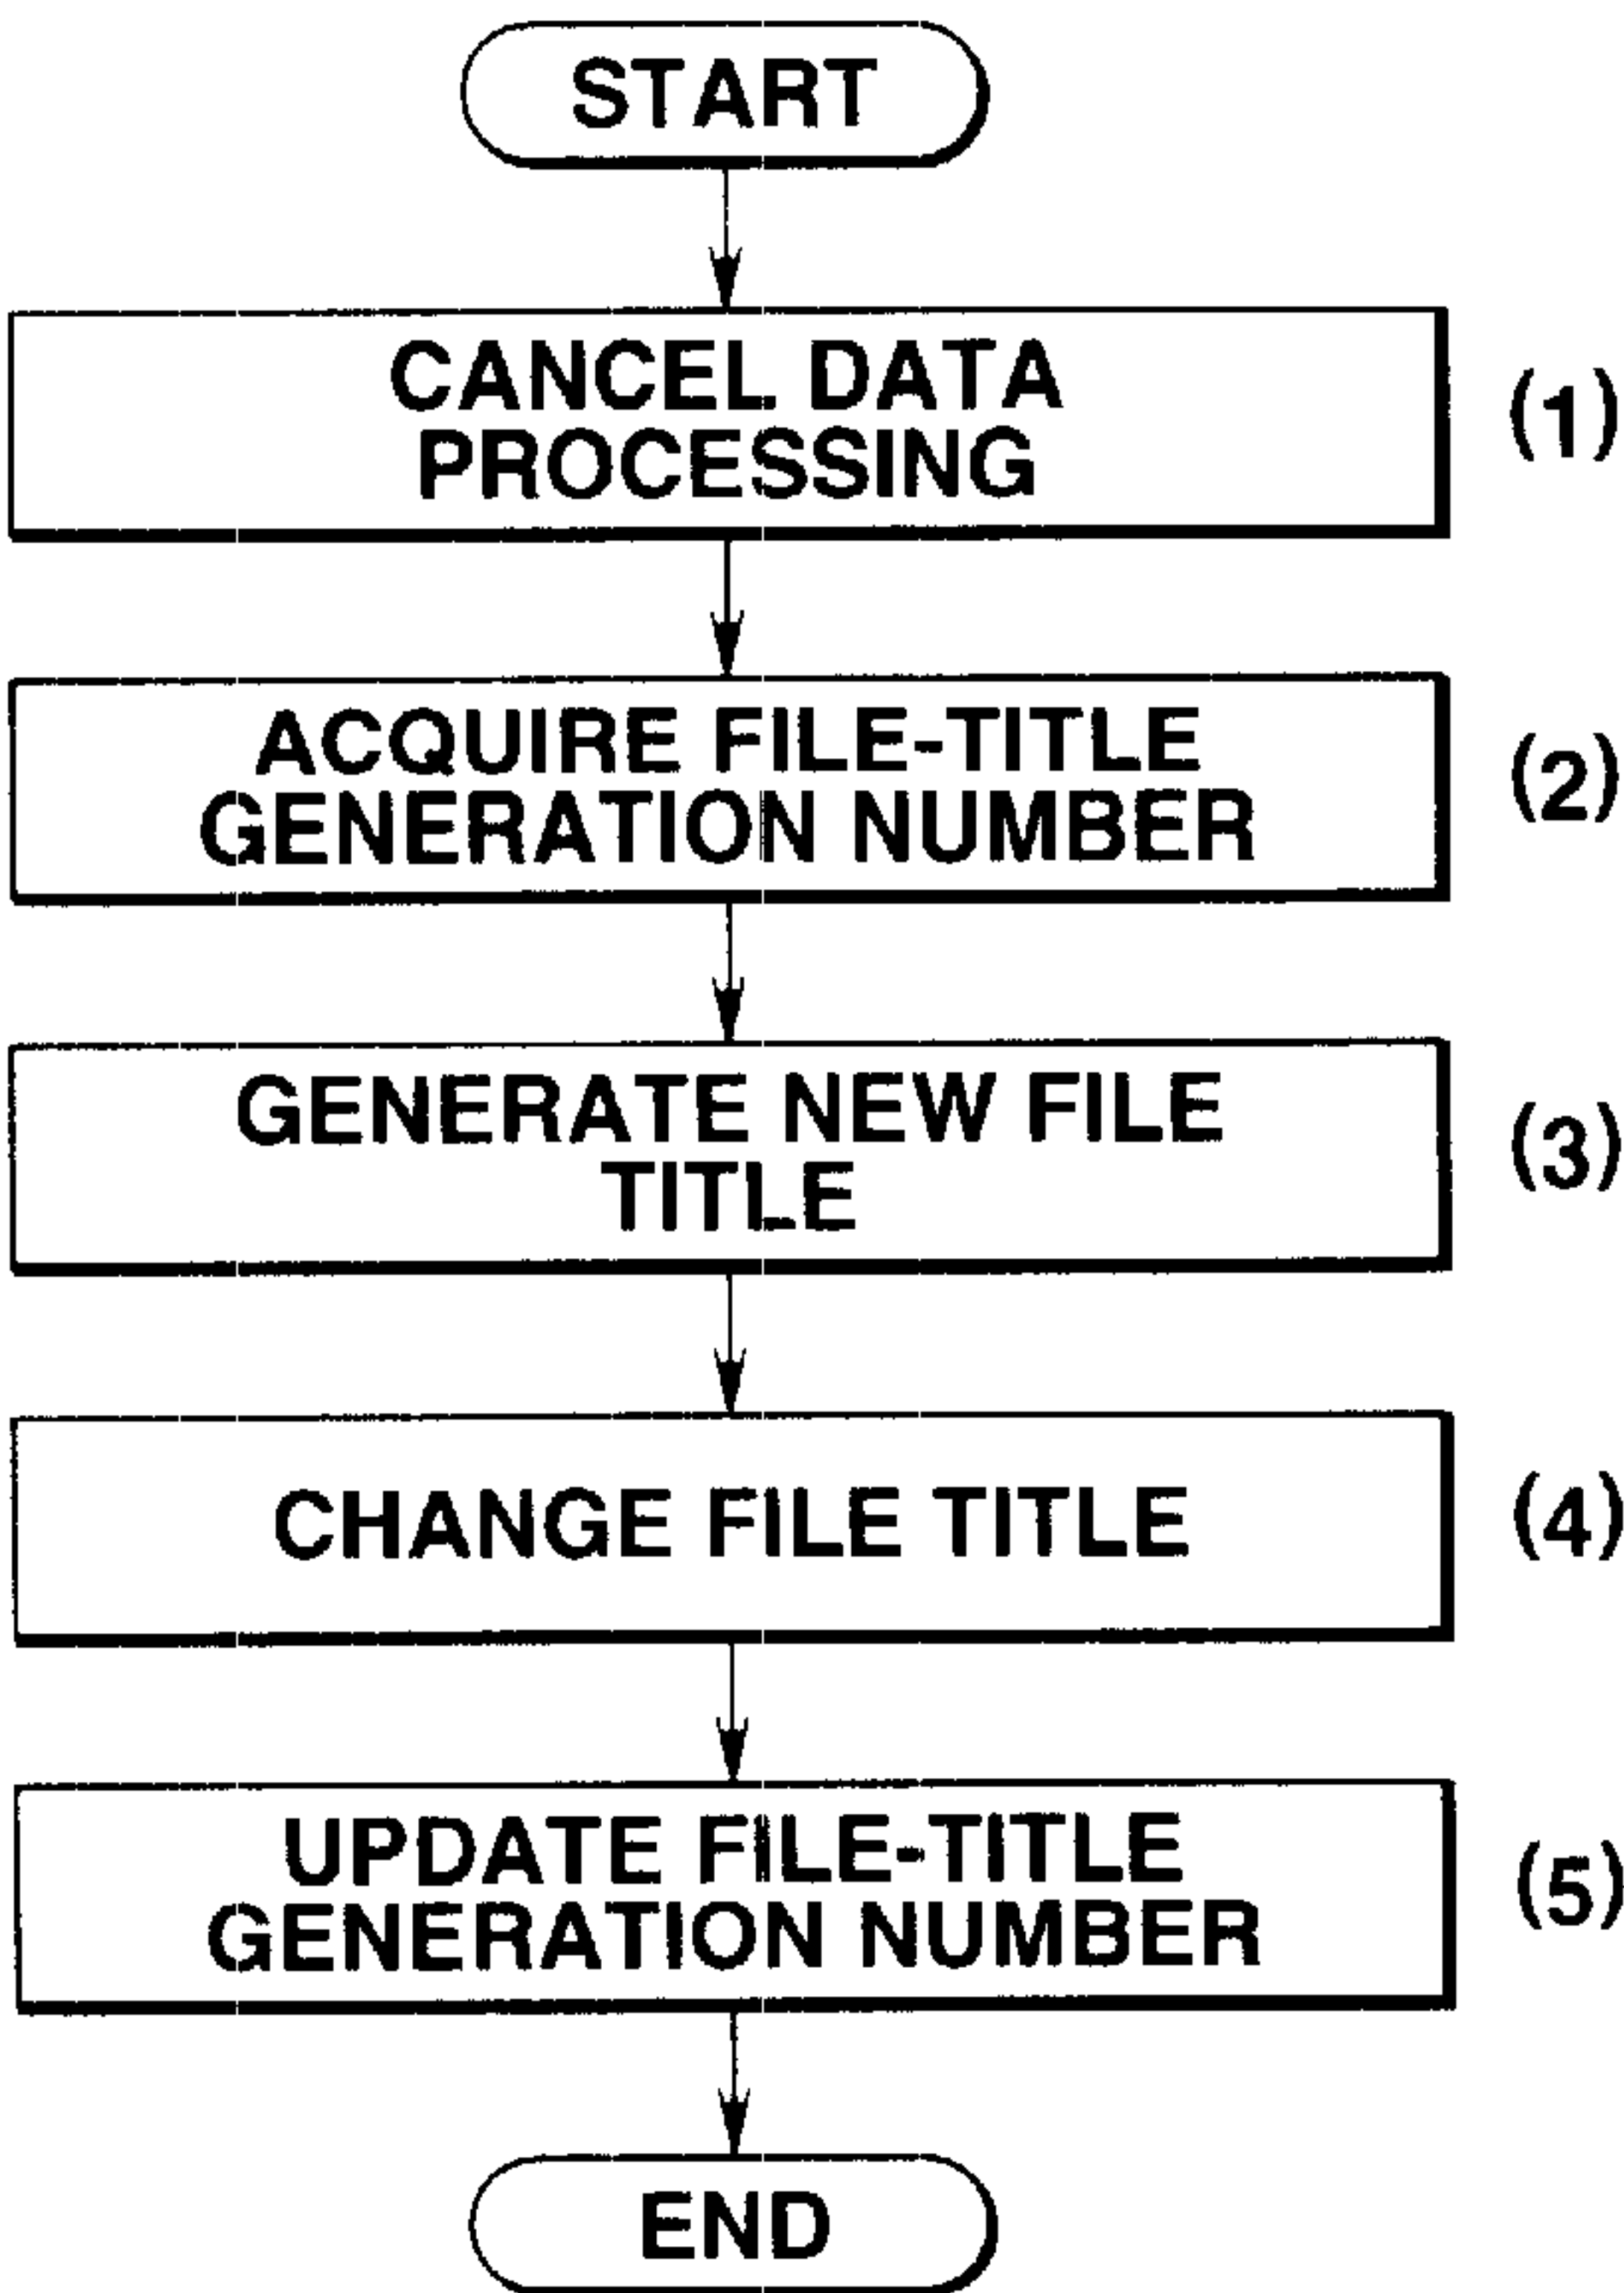 START
CANCEL DATA
PROCESSING
(1)
ACQUIRE FILE-TITLE
GENERATION NUMBER
(2)
GENERATE NEW FILE
TITLE
(3)
CHANGE FILE TITLE
(4)
UPDATE FILE-TITLE
GENERATION NUMBER
(5)
END